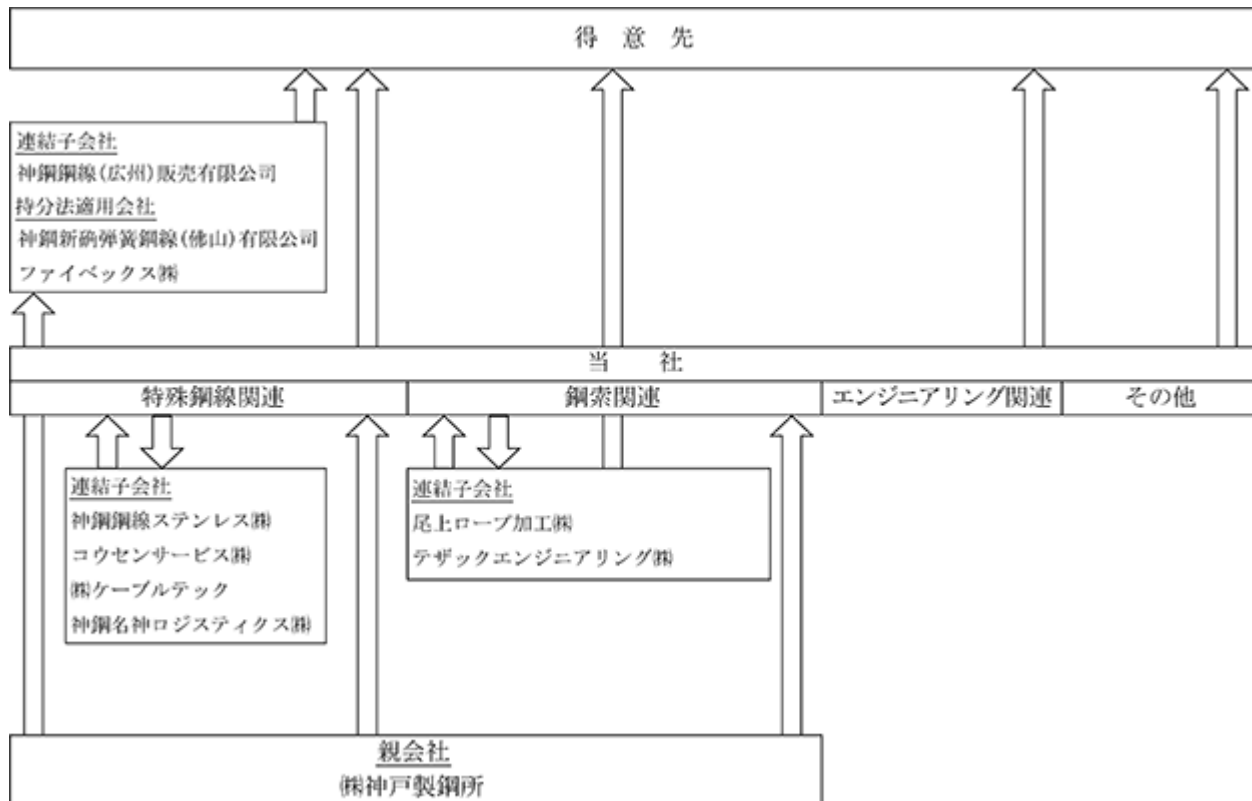 得 意 先
連結子会社
神鋼鋼線(広州)販売有限公司
持分法適用会社
神鋼新确弾簧鋼線(佛山)有限公司
ファイベックス㈱
当 社
特殊鋼線関連 鋼索関連 エンジニアリング関連 その他
連結子会社
神鋼鋼線ステンレス㈱
コウセンサービス㈱
㈱ケーブルテック
神鋼名神ロジスティクス㈱
連結子会社
尾上ロープ加工㈱
テザックエンジニアリング㈱
親会社
㈱神戸製鋼所